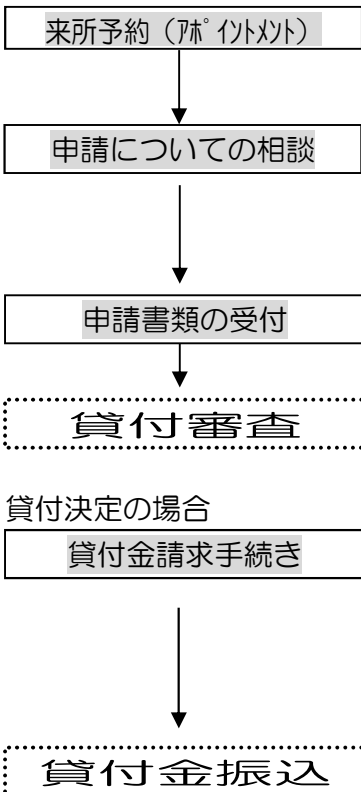 来所予約（ｱﾎﾟｲﾝﾄﾒﾝﾄ）
申請についての相談
申請書類の受付
貸付審査
貸付決定の場合
貸付金請求手続き
貸付金振込